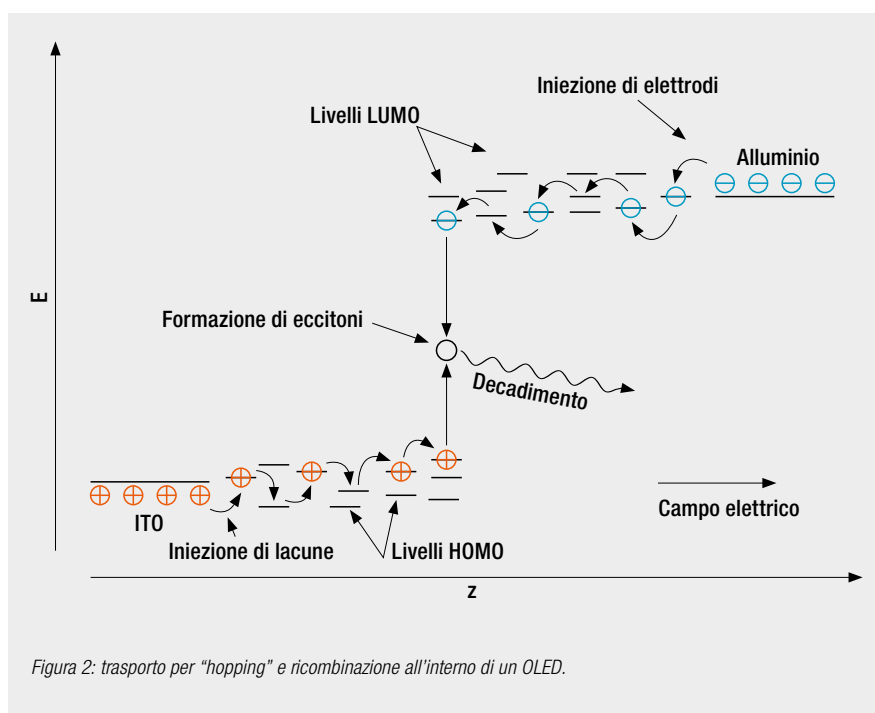 Iniezione di elettrodi
Livelli LUMO
Alluminio
E
Formazione di eccitoni
Decadimento
ITO
Campo elettrico
Iniezione di lacune
Livelli HOMO
z
Figura 2: trasporto per “hopping” e ricombinazione all’interno di un OLED.